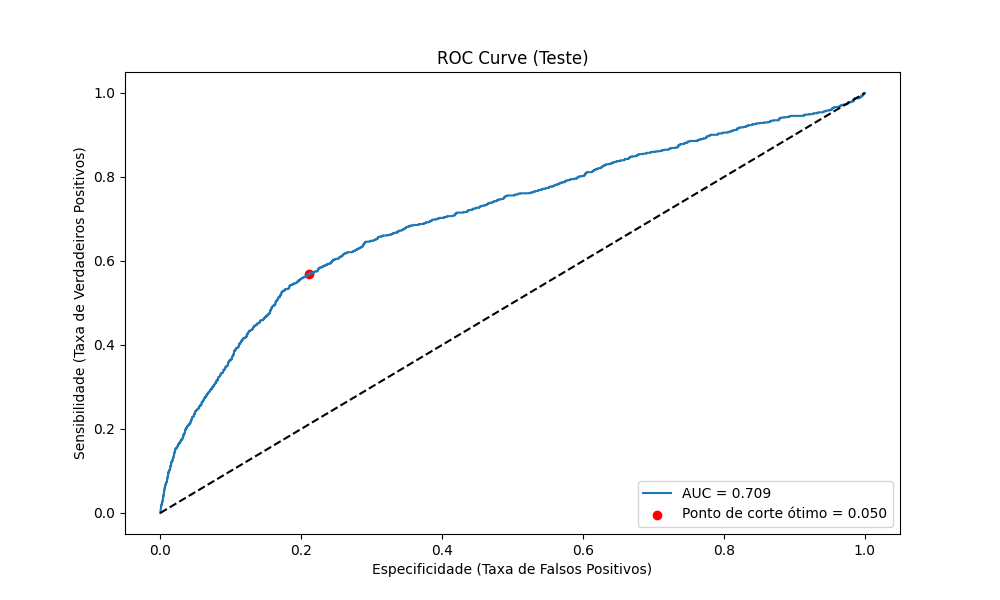 ROC Curve (Teste)
1.0
0.8
0.6
0.4
0.2
0.0
Sensibilidade (Taxa de Verdadeiros Positivos)
AUC = 0.709
Ponto de corte ótimo = 0.050
0.0 0.2 0.4 0.6 0.8 1.0
Especificidade (Taxa de Falsos Positivos)